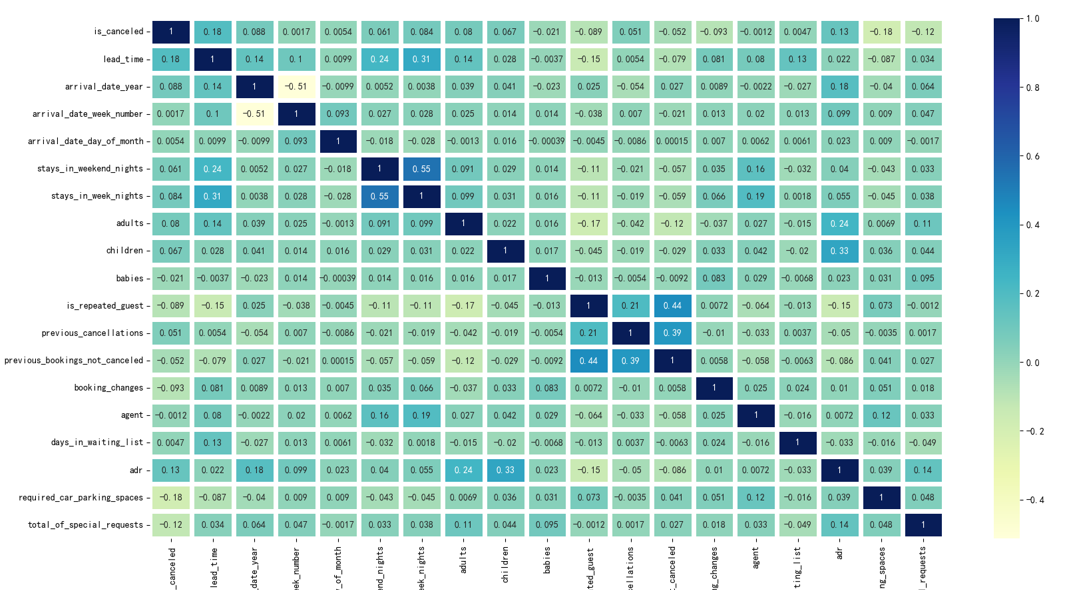 is_canceled 1 0.18 0.088 0.0017 0.0054 0.061 0.084 0.08 0.067 −0.021 −0.089 0.051 −0.052 −0.093 −0.0012 0.0047 0.13 −0.18 −0.12
lead_time 0.18 1 0.14 0.1 0.0099 0.24 0.31 0.14 0.028 −0.0037 −0.15 0.0054 −0.079 0.081 0.08 0.13 0.022 −0.087 0.034
arrival_date_year 0.088 0.14 1 −0.51 −0.0099 0.0052 0.0038 0.039 0.041 −0.023 0.025 −0.054 0.027 0.0089 −0.0022 −0.027 0.18 −0.04 0.064
arrival_date_week_number 0.0017 0.1 −0.51 1 0.093 0.027 0.028 0.025 0.014 0.014 −0.038 0.007 −0.021 0.013 0.02 0.013 0.099 0.009 0.047
arrival_date_day_of_month 0.0054 0.0099 −0.0099 0.093 1 −0.018 −0.028 −0.0013 0.016 −0.00039 −0.0045 −0.0086 0.00015 0.007 0.0062 0.0061 0.023 0.009 −0.0017
stays_in_weekend_nights 0.061 0.24 0.0052 0.027 −0.018 1 0.55 0.091 0.029 0.014 −0.11 −0.021 −0.057 0.035 0.16 −0.032 0.04 −0.043 0.033
stays_in_week_nights 0.084 0.31 0.0038 0.028 −0.028 0.55 1 0.099 0.031 0.016 −0.11 −0.019 −0.059 0.066 0.19 0.0018 0.055 −0.045 0.038
adults 0.08 0.14 0.039 0.025 −0.0013 0.091 0.099 1 0.022 0.016 −0.17 −0.042 −0.12 −0.037 0.027 −0.015 0.24 0.0069 0.11
children 0.067 0.028 0.041 0.014 0.016 0.029 0.031 0.022 1 0.017 −0.045 −0.019 −0.029 0.033 0.042 −0.02 0.33 0.036 0.044
babies −0.021 −0.0037 −0.023 0.014 −0.00039 0.014 0.016 0.016 0.017 1 −0.013 −0.0054 −0.0092 0.083 0.029 −0.0068 0.023 0.031 0.095
is_repeated_guest −0.089 −0.15 0.025 −0.038 −0.0045 −0.11 −0.11 −0.17 −0.045 −0.013 1 0.21 0.44 0.0072 −0.064 −0.013 −0.15 0.073 −0.0012
previous_cancellations 0.051 0.0054 −0.054 0.007 −0.0086 −0.021 −0.019 −0.042 −0.019 −0.0054 0.21 1 0.39 −0.01 −0.033 0.0037 −0.05 −0.0035 0.0017
previous_bookings_not_canceled −0.052 −0.079 0.027 −0.021 0.00015 −0.057 −0.059 −0.12 −0.029 −0.0092 0.44 0.39 1 0.0058 −0.058 −0.0063 −0.086 0.041 0.027
booking_changes −0.093 0.081 0.0089 0.013 0.007 0.035 0.066 −0.037 0.033 0.083 0.0072 −0.01 0.0058 1 0.025 0.024 0.01 0.051 0.018
agent −0.0012 0.08 −0.0022 0.02 0.0062 0.16 0.19 0.027 0.042 0.029 −0.064 −0.033 −0.058 0.025 1 −0.016 0.0072 0.12 0.033
days_in_waiting_list 0.0047 0.13 −0.027 0.013 0.0061 −0.032 0.0018 −0.015 −0.02 −0.0068 −0.013 0.0037 −0.0063 0.024 −0.016 1 −0.033 −0.016 −0.049
adr 0.13 0.022 0.18 0.099 0.023 0.04 0.055 0.24 0.33 0.023 −0.15 −0.05 −0.086 0.01 0.0072 −0.033 1 0.039 0.14
required_car_parking_spaces −0.18 −0.087 −0.04 0.009 0.009 −0.043 −0.045 0.0069 0.036 0.031 0.073 −0.0035 0.041 0.051 0.12 −0.016 0.039 1 0.048
total_of_special_requests −0.12 0.034 0.064 0.047 −0.0017 0.033 0.038 0.11 0.044 0.095 −0.0012 0.0017 0.027 0.018 0.033 −0.049 0.14 0.048 1
_canceled
lead_time
_date_year
eek_number
y_of_month
end_nights
eek_nights
adults
children
babies
ted_guest
cellations
t_canceled
ng_changes
agent
ting_list
adr
ng_spaces
l_requests
1.0
0.8
0.6
0.4
0.2
0.0
−0.2
−0.4